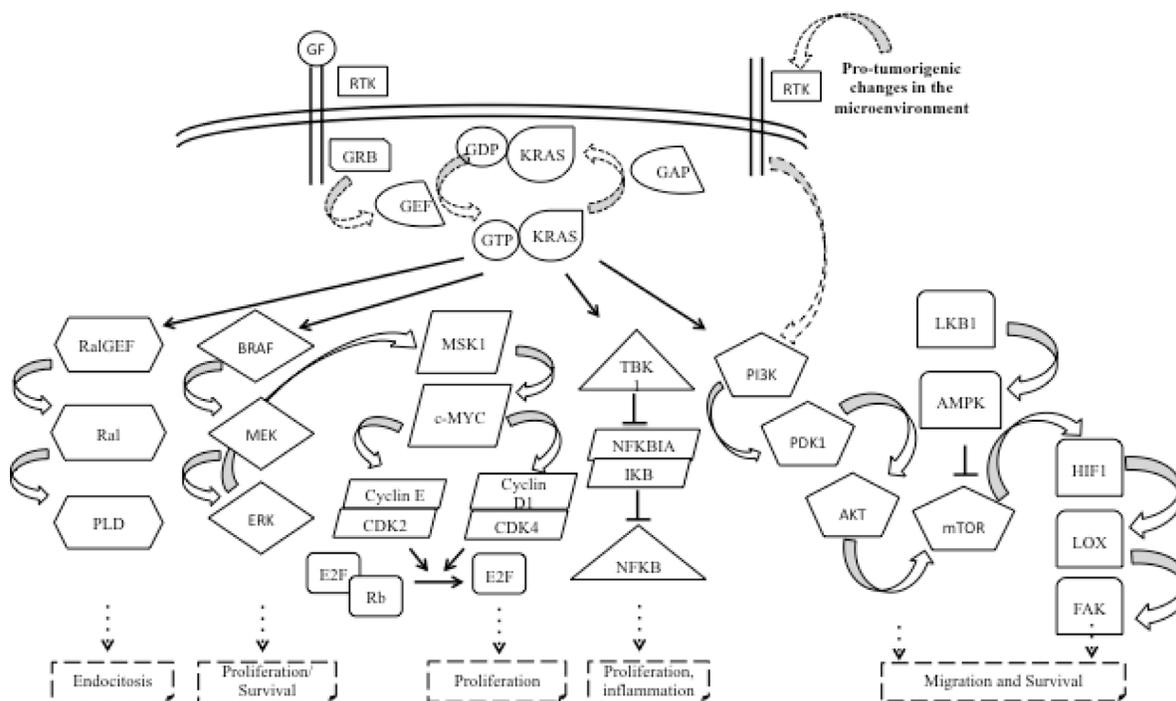 GF
RTK
RTK
Pro-tumorigenic
changes in the
microenvironment
GRB
GDP
KRAS
GAP
GEF
GTP
KRAS
RalGEF
BRAF
MSK1
TBK
1
PI3K
LKB1
Ral
MEK
c-MYC
NFKBIA
IKB
PDK1
AMPK
HIF1
PLD
ERK
Cyclin E
CDK2
Cyclin
D1
CDK4
AKT
mTOR
LOX
E2F
Rb
E2F
NFKB
FAK
Endocitosis
Proliferation/
Survival
Proliferation
Proliferation,
inflammation
Migration and Survival